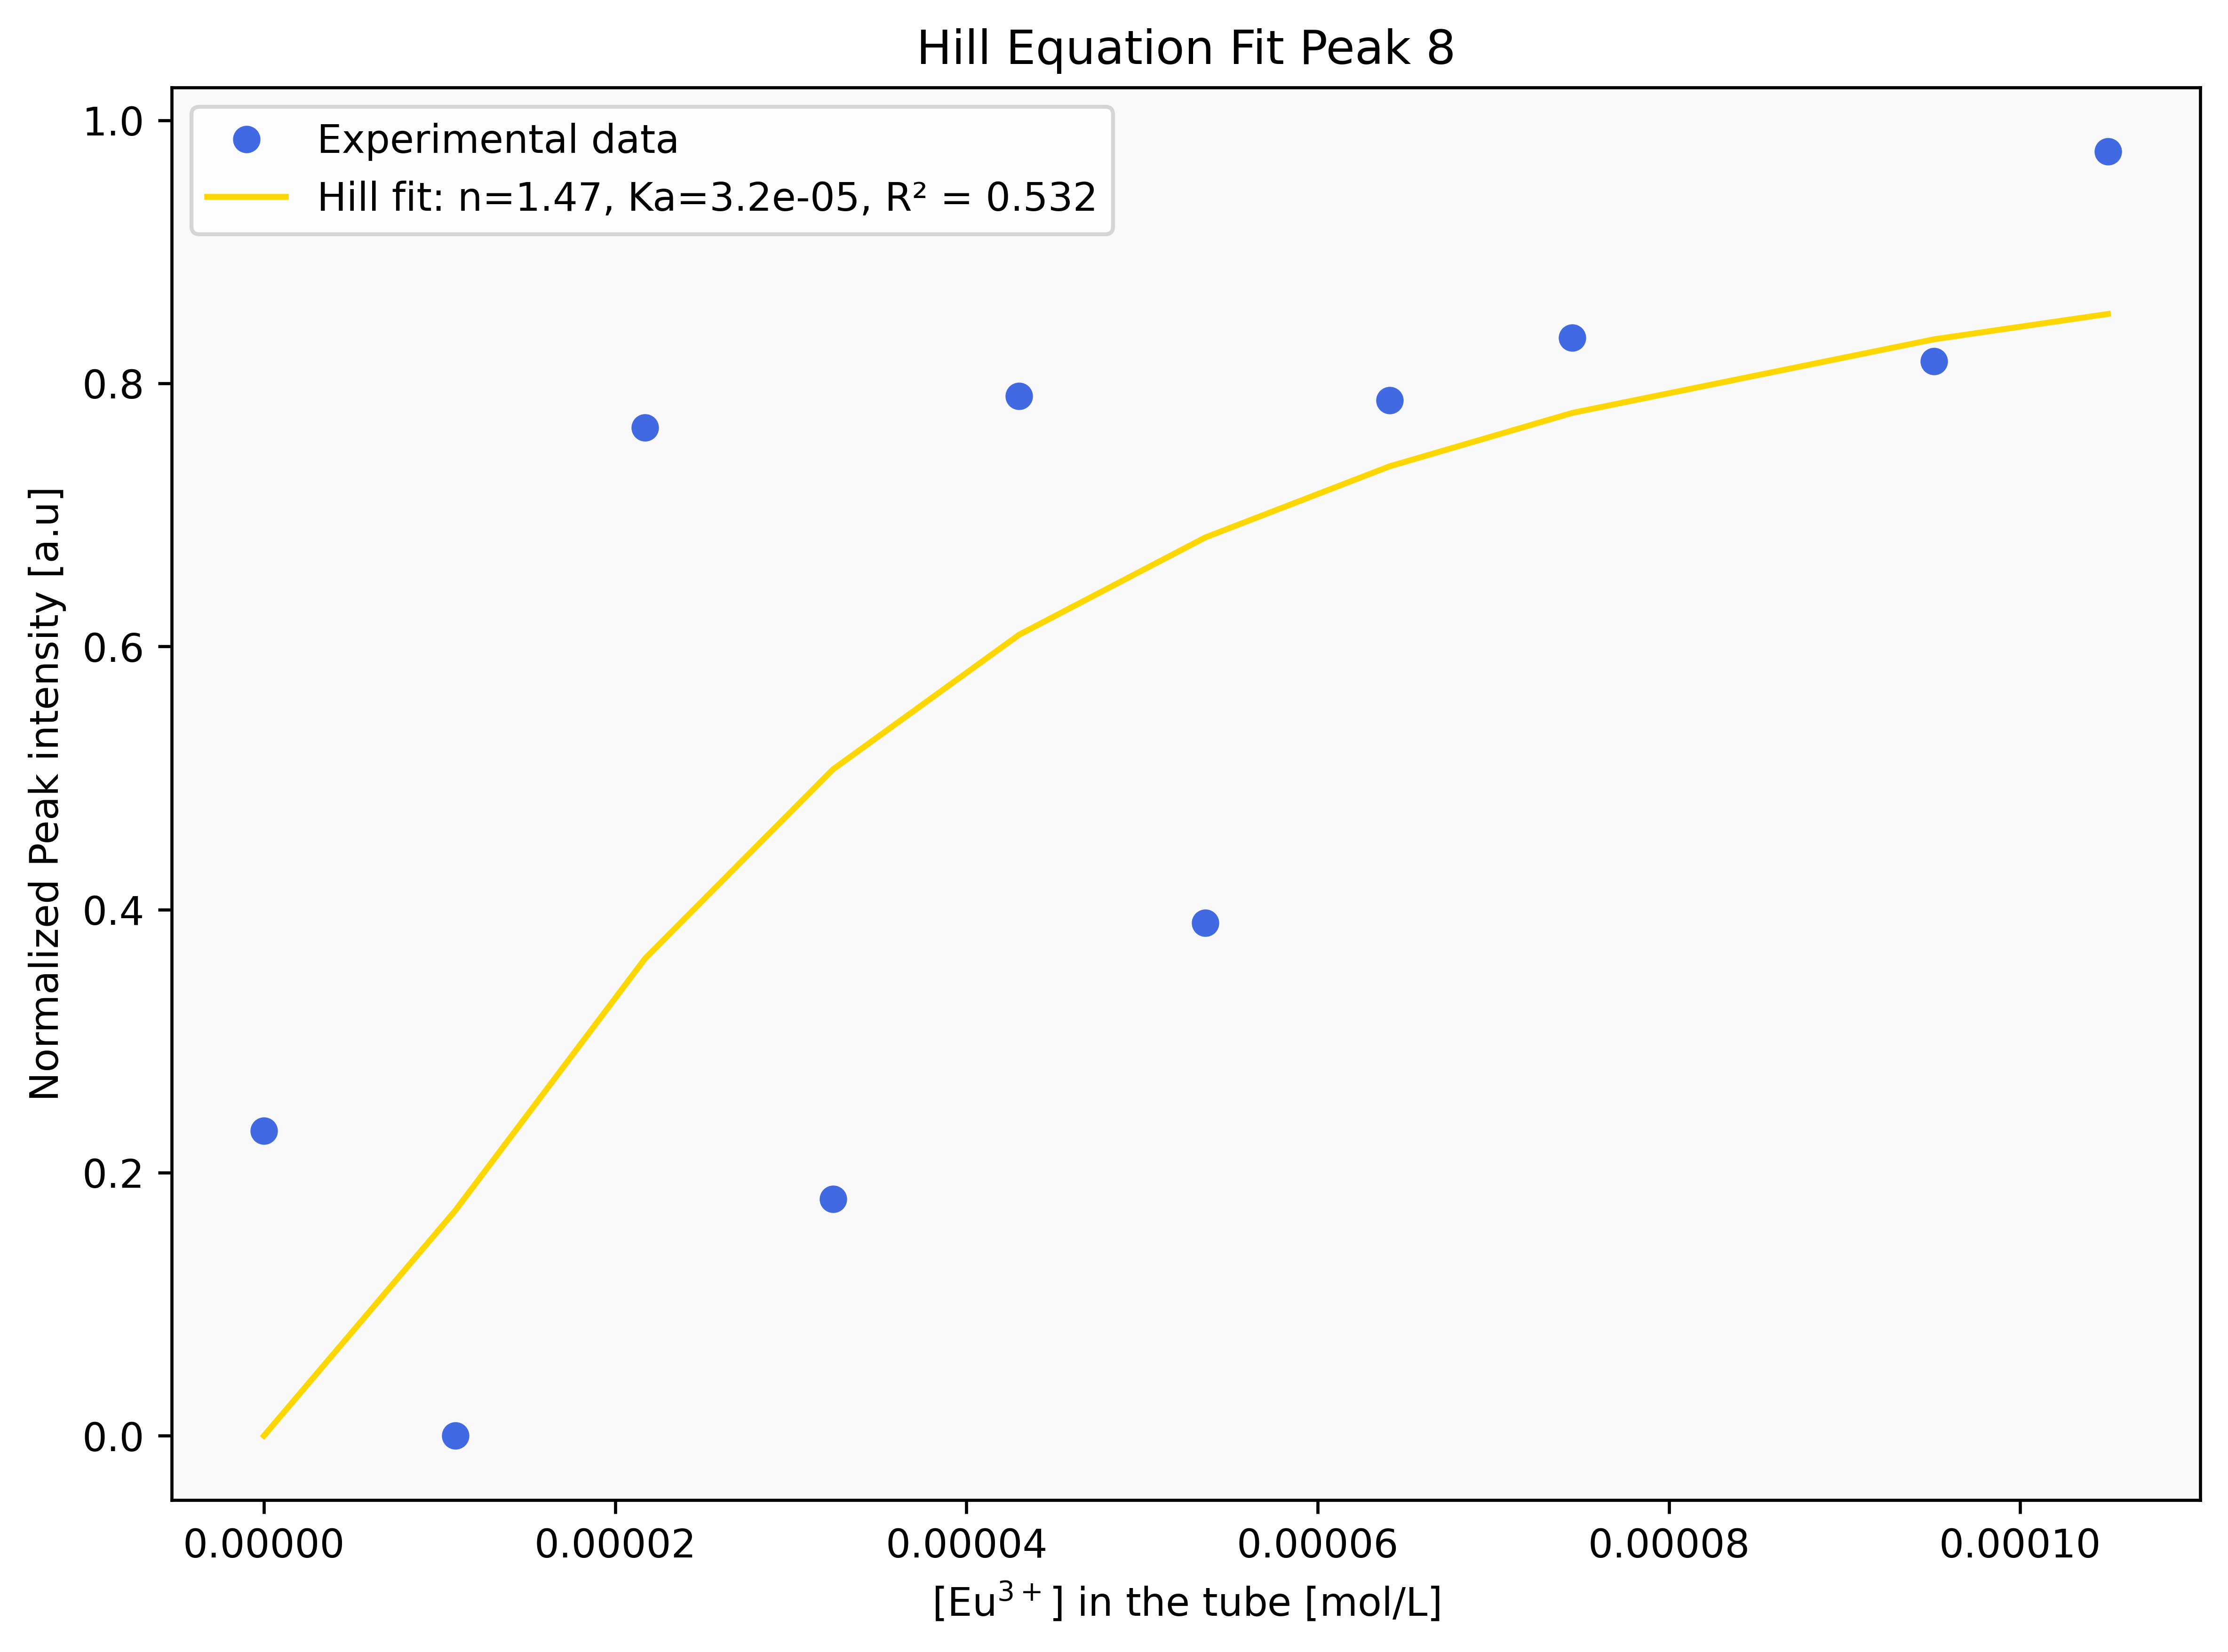 Hill Equation Fit Peak 8
Experimental data
Hill fit: n=1.47, Ka=3.2e-05, R² = 0.532
Normalized Peak intensity [a.u]
1.0
0.8
0.6
0.4
0.2
0.0
0.00000 0.00002 0.00004 0.00006 0.00008 0.00010
[Eu³⁺] in the tube [mol/L]